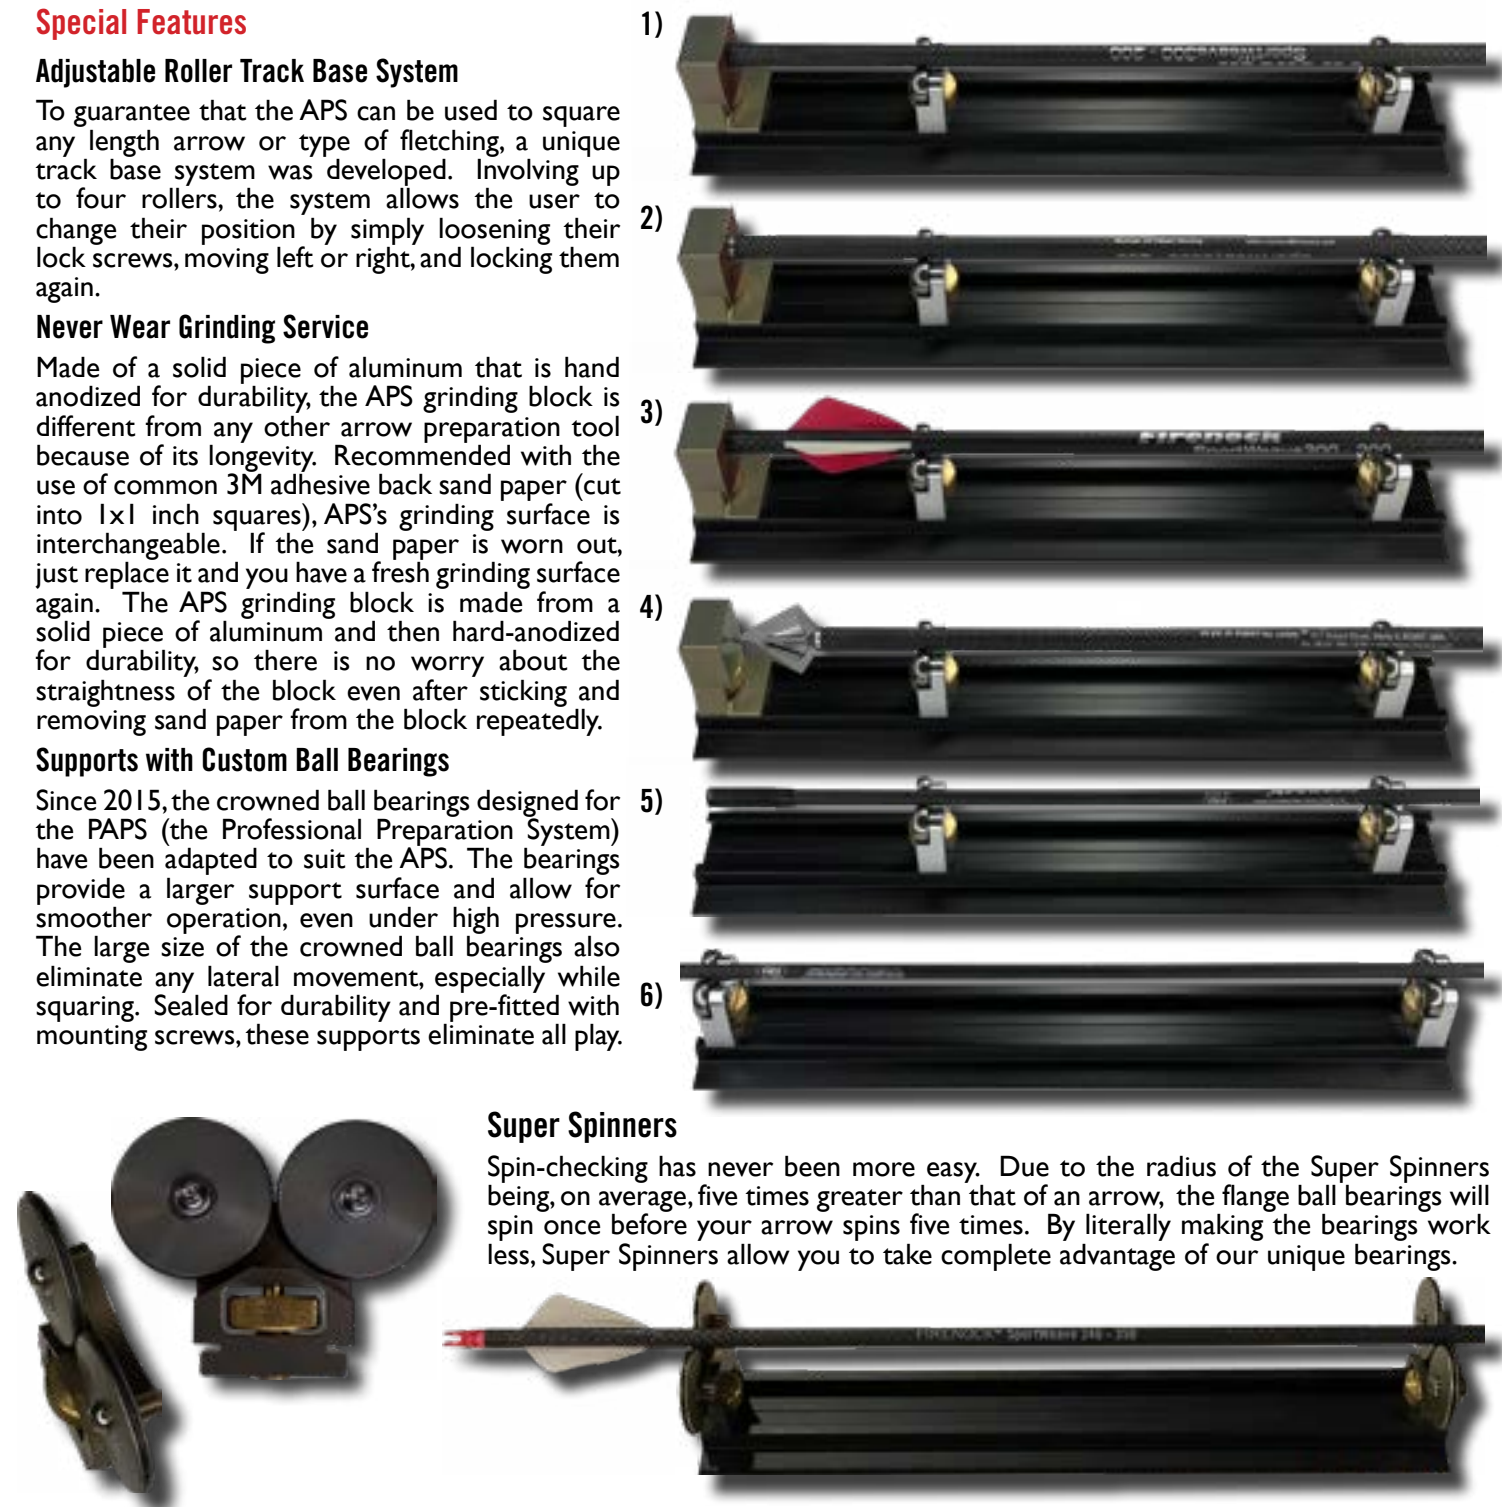 Special Features
Adjustable Roller Track Base System
To guarantee that the APS can be used to square
any length arrow or type of fletching, a unique
track base system was developed. Involving up
to four rollers, the system allows the user to
change their position by simply loosening their
lock screws, moving left or right, and locking them
again.
Never Wear Grinding Service
Made of a solid piece of aluminum that is hand
anodized for durability, the APS grinding block is
different from any other arrow preparation tool
because of its longevity. Recommended with the
use of common 3M adhesive back sand paper (cut
into 1x1 inch squares), APS's grinding surface is
interchangeable. If the sand paper is worn out,
just replace it and you have a fresh grinding surface
again. The APS grinding block is made from a
solid piece of aluminum and then hard-anodized
for durability, so there is no worry about the
straightness of the block even after sticking and
removing sand paper from the block repeatedly.
Supports with Custom Ball Bearings
Since 2015, the crowned ball bearings designed for
the PAPS (the Professional Preparation System)
have been adapted to suit the APS. The bearings
provide a larger support surface and allow for
smoother operation, even under high pressure.
The large size of the crowned ball bearings also
eliminate any lateral movement, especially while
squaring. Sealed for durability and pre-fitted with
mounting screws, these supports eliminate all play.
1)
2)
3)
FIRENOCK
4)
5)
6)
Super Spinners
Spin-checking has never been more easy. Due to the radius of the Super Spinners
being, on average, five times greater than that of an arrow, the flange ball bearings will
spin once before your arrow spins five times. By literally making the bearings work
less, Super Spinners allow you to take complete advantage of our unique bearings.
FIRENOCK SportWeave 340 - 350